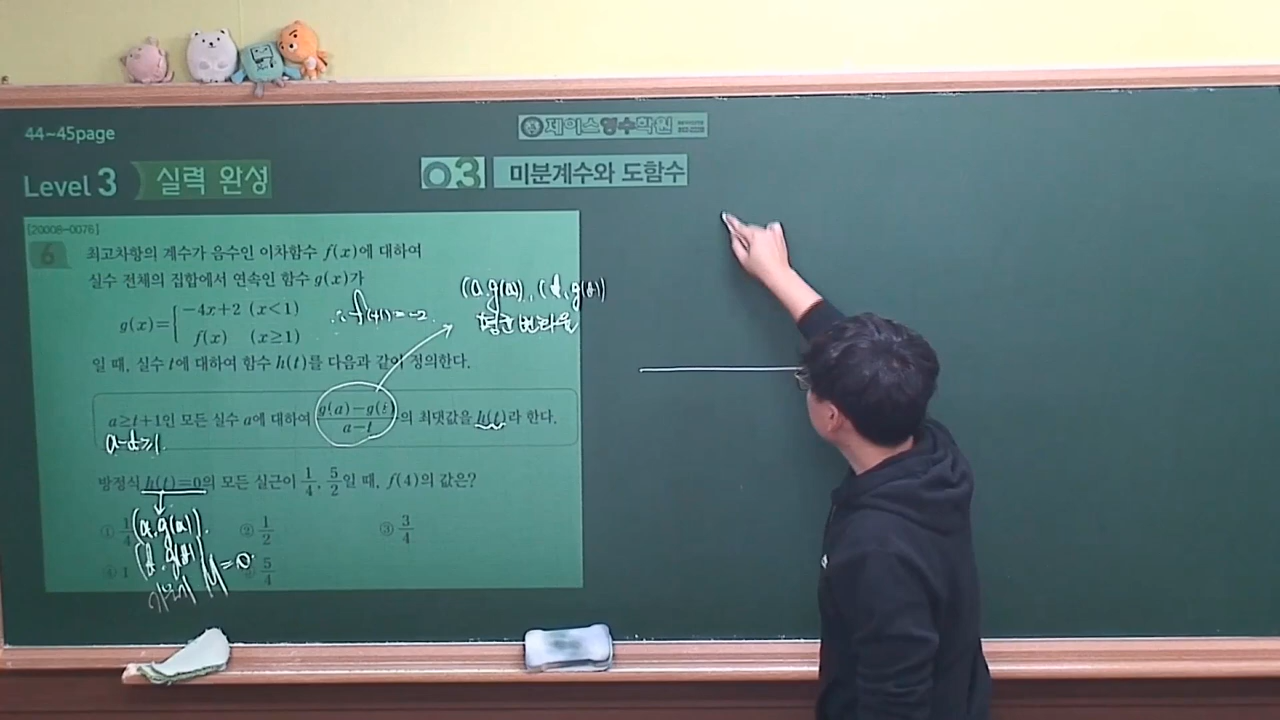 44~45page
제이스영수학원
Level 3 실력 완성
03 미분계수와 도함수
[20008-0076]
6 최고차항의 계수가 음수인 이차함수 f(x)에 대하여
실수 전체의 집합에서 연속인 함수 g(x)가
(a, g(a)), (t, g(t))
평균변화율
g(x)={ -4x+2 (x<1)
f(x) (x≥1)
일 때, 실수 t에 대하여 함수 h(t)를 다음과 같이 정의한다.
a≥t+1인 모든 실수 a에 대하여 (g(a)-g(t))/(a-t)의 최댓값을 h(t)라 한다.
a-t≥1.
방정식 h(t)=0의 모든 실근이 1/4, 5/2일 때, f(4)의 값은?
① 1/4 ② 1/2 ③ 3/4
④ 1 5/4
(a, g(a)).
(t, g(t))
기울기 M=0.